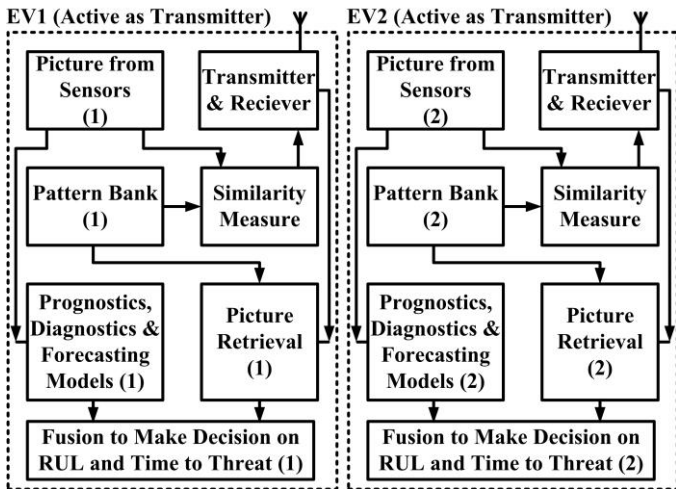 EV1 (Active as Transmitter)
Picture from
Sensors
(1)
Transmitter
& Reciever
Pattern Bank
(1)
Similarity
Measure
Prognostics,
Diagnostics &
Forecasting
Models (1)
Picture
Retrieval
(1)
Fusion to Make Decision on
RUL and Time to Threat (1)
EV2 (Active as Transmitter)
Picture from
Sensors
(2)
Transmitter
& Reciever
Pattern Bank
(2)
Similarity
Measure
Prognostics,
Diagnostics &
Forecasting
Models (2)
Picture
Retrieval
(2)
Fusion to Make Decision on
RUL and Time to Threat (2)